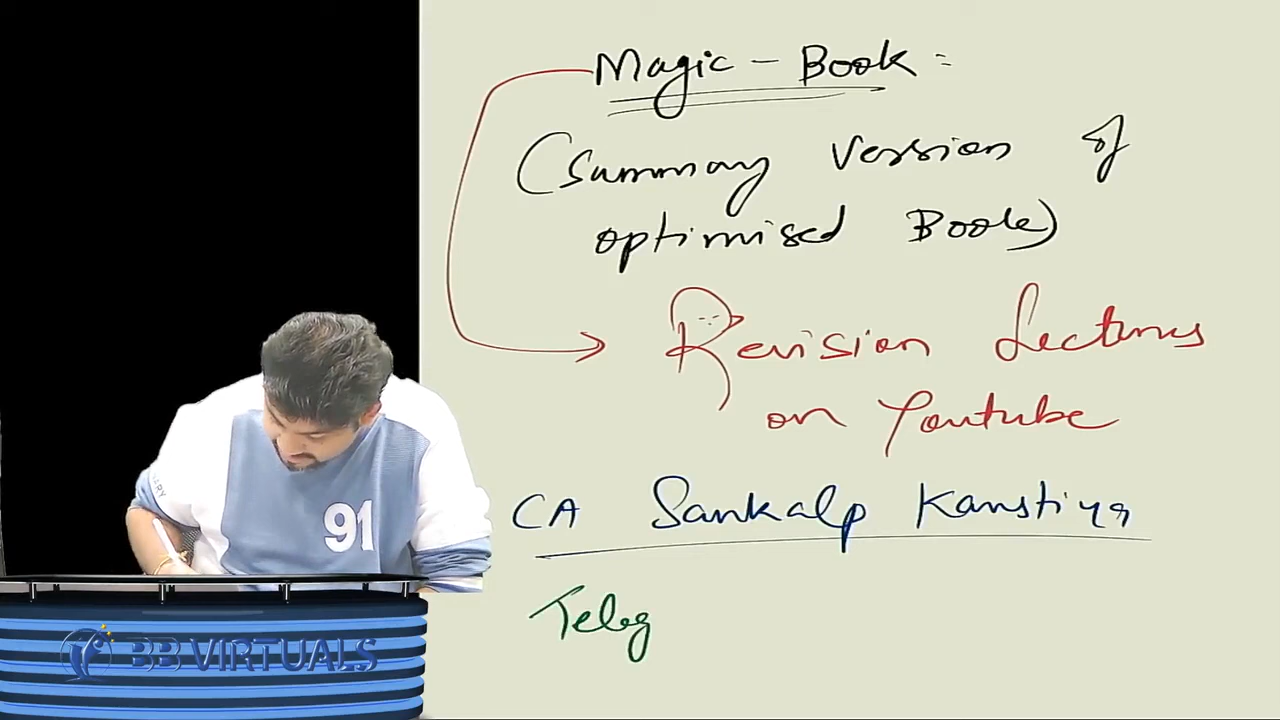 Magic - Book :
(Summary Version of
optimised Book)
Revision Lectures
on Youtube
CA Sankalp Kanstiya
Teleg
91
BB VIRTUALS